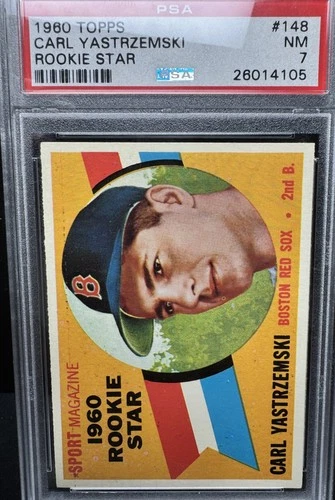 PSA
1960 TOPPS #148
CARL YASTRZEMSKI NM
ROOKIE STAR 7
PSA
26014105
SPORT MAGAZINE
1960
ROOKIE
STAR
B
CARL YASTRZEMSKI
BOSTON RED SOX • 2nd B.